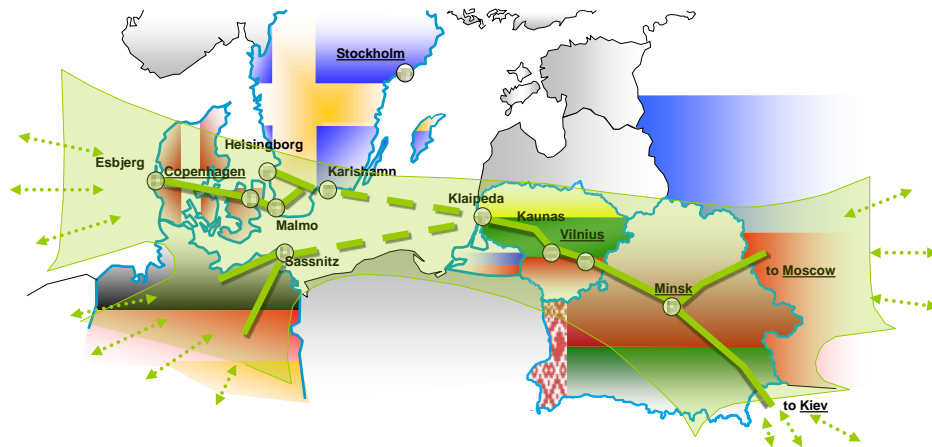 Stockholm
Helsingborg
Esbjerg
Copenhagen
Karlshamn
Klaipeda
Kaunas
Malmo
Vilnius
Sassnitz
to Moscow
Minsk
to Kiev